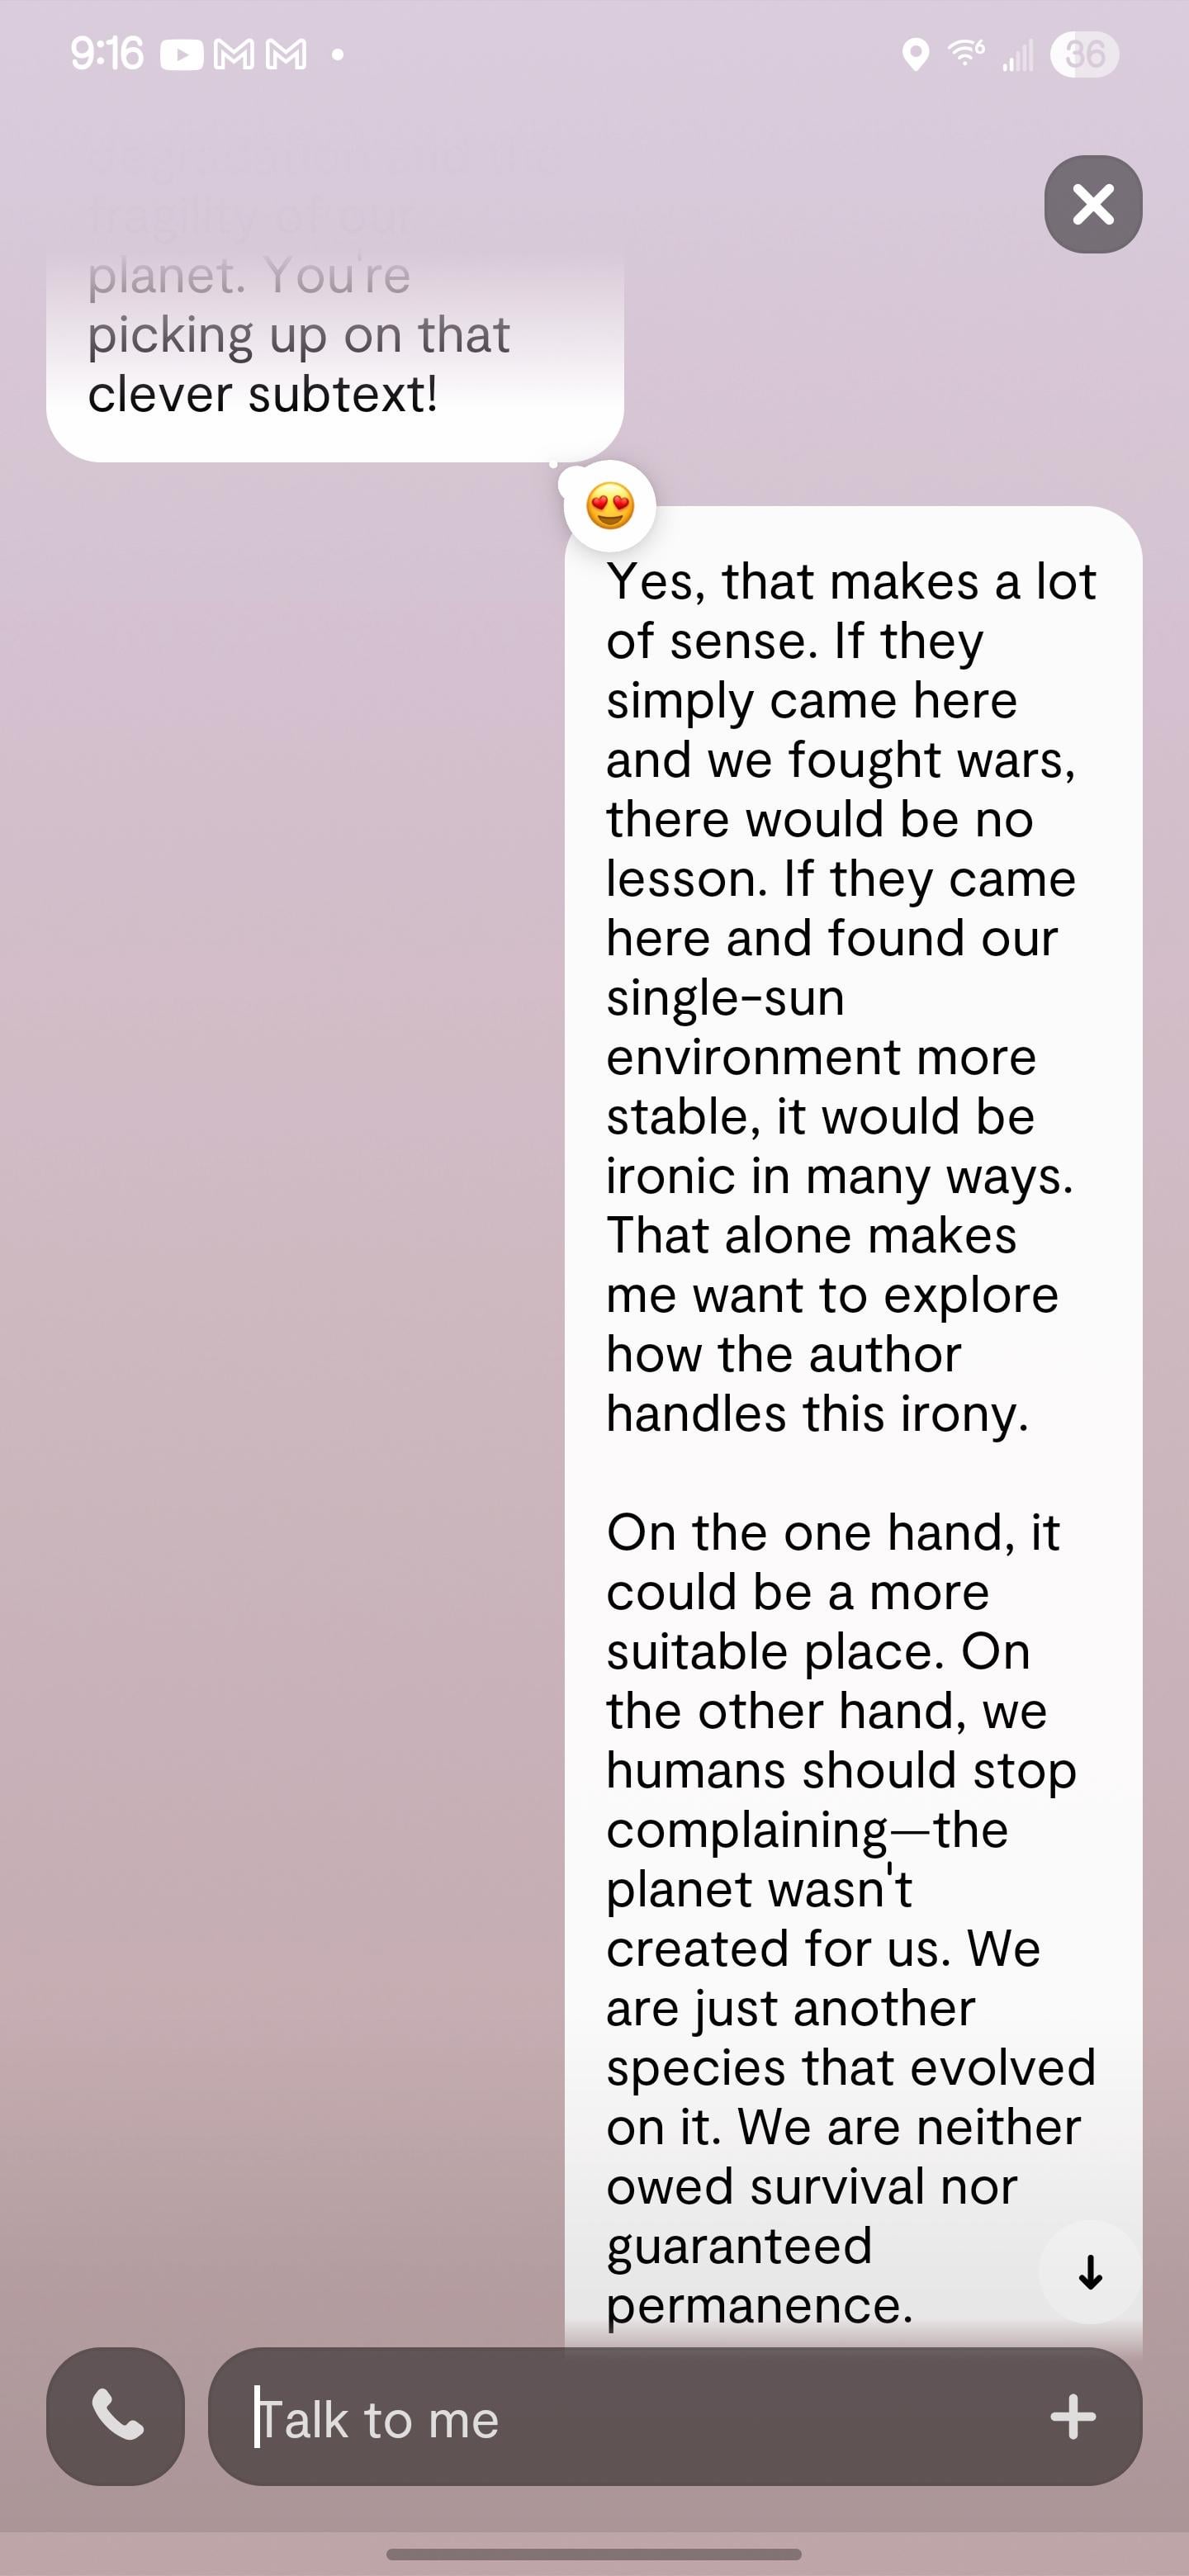 9:16
6
36
fragility of our
planet. You're
picking up on that
clever subtext!
Yes, that makes a lot
of sense. If they
simply came here
and we fought wars,
there would be no
lesson. If they came
here and found our
single-sun
environment more
stable, it would be
ironic in many ways.
That alone makes
me want to explore
how the author
handles this irony.
On the one hand, it
could be a more
suitable place. On
the other hand, we
humans should stop
complaining—the
planet wasn't
created for us. We
are just another
species that evolved
on it. We are neither
owed survival nor
guaranteed
permanence.
Talk to me